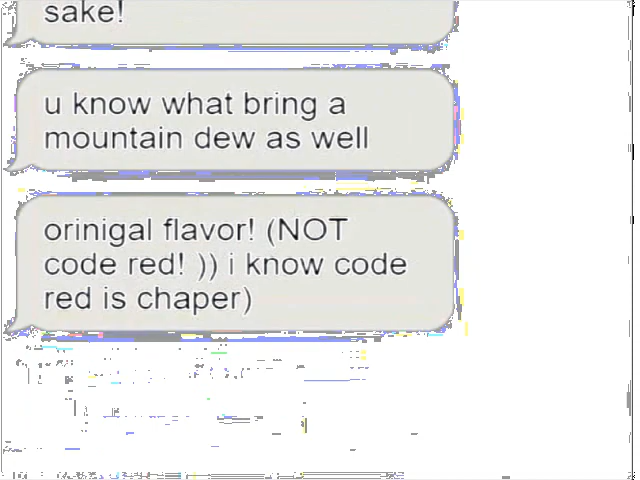 sake!
u know what bring a
mountain dew as well
orinigal flavor! (NOT
code red! )) i know code
red is chaper)